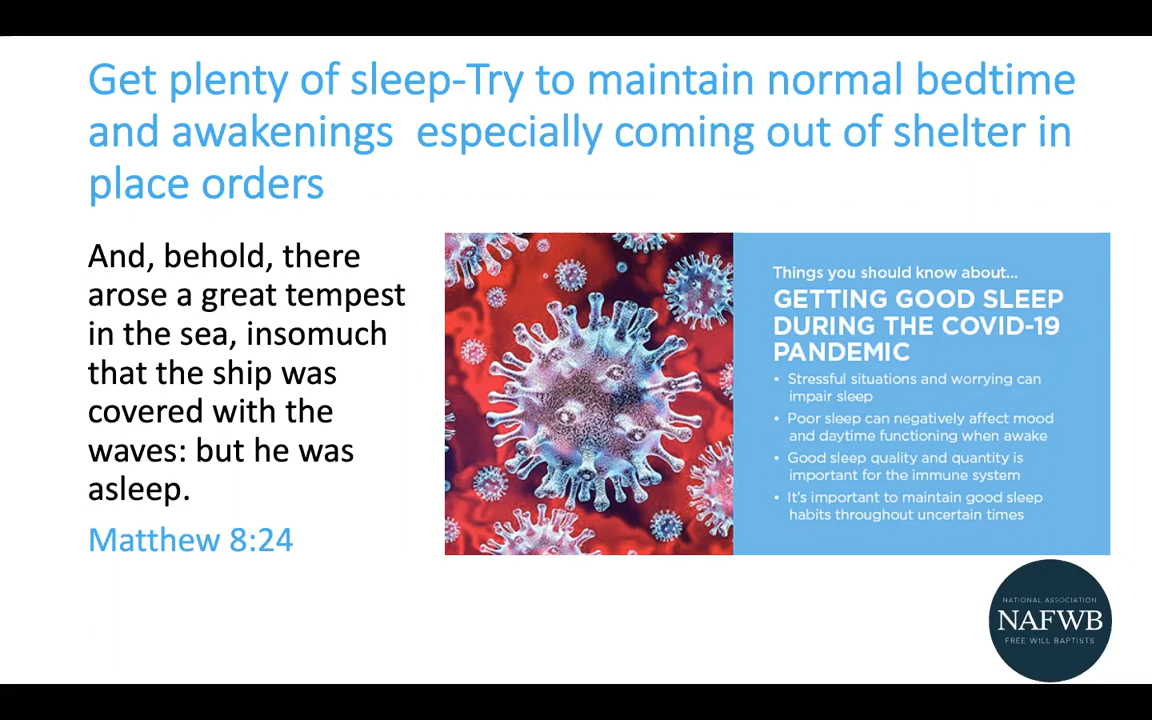 Get plenty of sleep-Try to maintain normal bedtime
and awakenings  especially coming out of shelter in
place orders
And, behold, there
arose a great tempest
in the sea, insomuch
that the ship was
covered with the
waves: but he was
asleep.
Matthew 8:24
Things you should know about...
GETTING GOOD SLEEP
DURING THE COVID-19
PANDEMIC
• Stressful situations and worrying can
impair sleep
• Poor sleep can negatively affect mood
and daytime functioning when awake
• Good sleep quality and quantity is
important for the immune system
• It's important to maintain good sleep
habits throughout uncertain times
NATIONAL ASSOCIATION
NAFWB
FREE WILL BAPTISTS